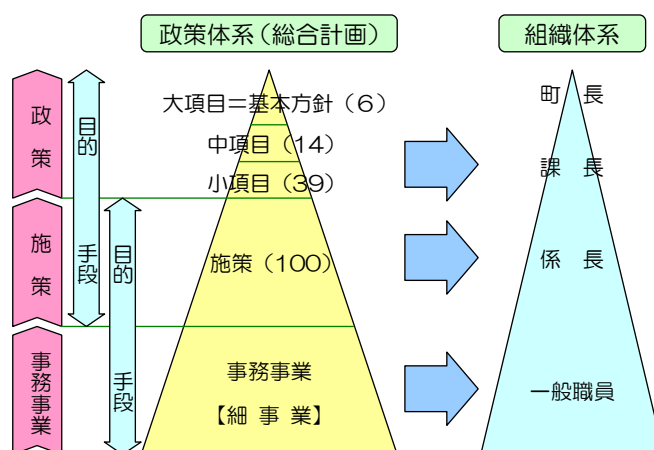 政策体系（総合計画）
組織体系
政策
施策
事務事業
目的
手段
目的
手段
大項目＝基本方針（6）
中項目（14）
小項目（39）
施策（100）
事務事業
【細 事 業】
町 長
課 長
係 長
一般職員